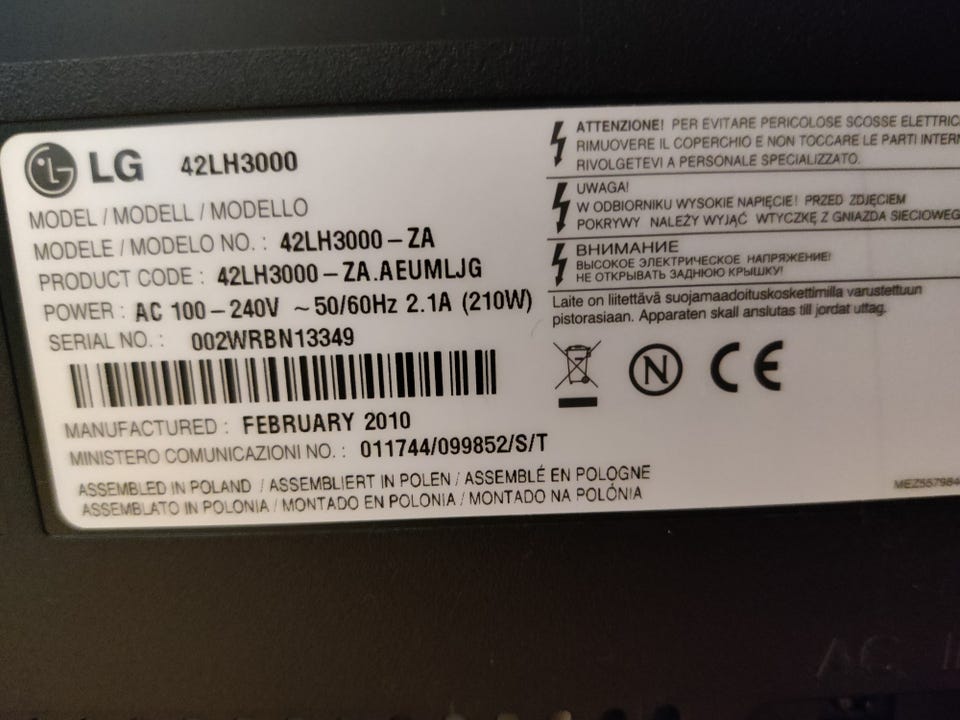 LG 42LH3000
MODEL / MODELL / MODELLO
MODELE / MODELO NO. : 42LH3000-ZA
PRODUCT CODE : 42LH3000-ZA.AEUMLJG
POWER : AC 100-240V ~50/60Hz 2.1A (210W)
SERIAL NO. : 002WRBN13349
MANUFACTURED : FEBRUARY 2010
MINISTERO COMUNICAZIONI NO. : 011744/099852/S/T
ASSEMBLED IN POLAND / ASSEMBLIERT IN POLEN / ASSEMBLÉ EN POLOGNE
ASSEMBLATO IN POLONIA / MONTADO EN POLONIA / MONTADO NA POLÓNIA
ATTENZIONE! PER EVITARE PERICOLOSE SCOSSE ELETTRIC
RIMUOVERE IL COPERCHIO E NON TOCCARE LE PARTI INTERN
RIVOLGETEVI A PERSONALE SPECIALIZZATO.
UWAGA!
W ODBIORNIKU WYSOKIE NAPIĘCIE! PRZED ZDJĘCIEM
POKRYWY NALEŻY WYJĄĆ WTYCZKĘ Z GNIAZDA SIECIOWEG
ВНИМАНИЕ
ВЫСОКОЕ ЭЛЕКТРИЧЕСКОЕ НАПРЯЖЕНИЕ!
НЕ ОТКРЫВАТЬ ЗАДНЮЮ КРЫШКУ!
Laite on liitettävä suojamaadoituskoskettimilla varustettuun
pistorasiaan. Apparaten skall anslutas till jordat uttag.
N CE
MEZ557984
AC